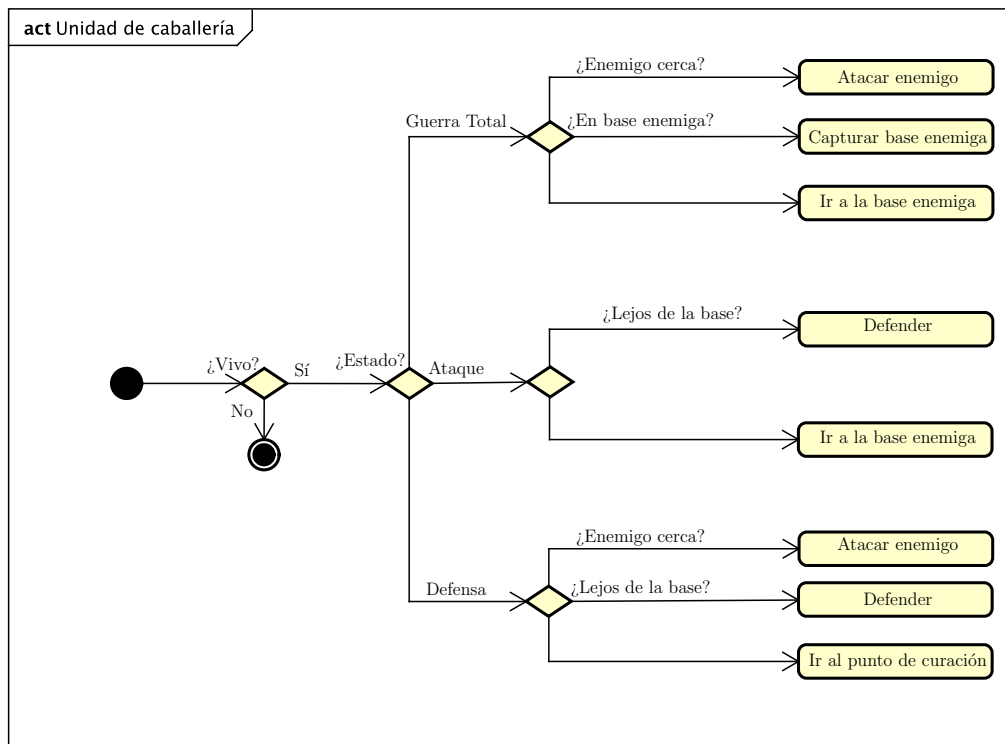 act Unidad de caballería
¿Enemigo cerca?
Atacar enemigo
Guerra Total
¿En base enemiga?
Capturar base enemiga
Ir a la base enemiga
¿Lejos de la base?
Defender
¿Vivo?
Sí
¿Estado?
Ataque
No
Ir a la base enemiga
¿Enemigo cerca?
Atacar enemigo
Defensa
¿Lejos de la base?
Defender
Ir al punto de curación